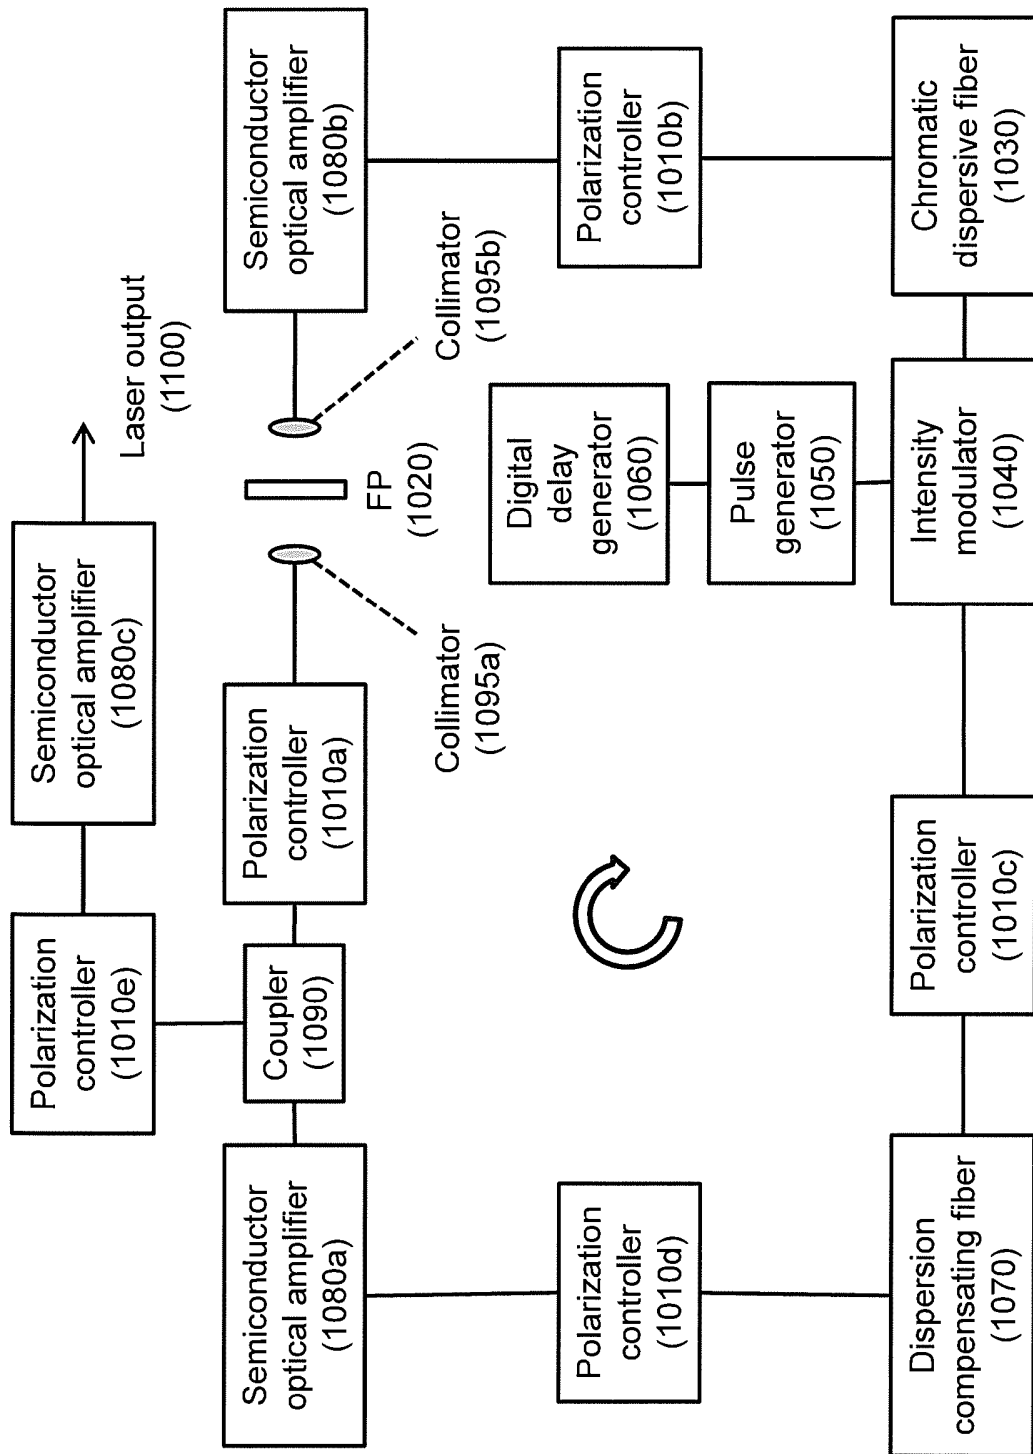 Polarization
controller
(1010e)
Semiconductor
optical amplifier
(1080c)
Laser output
(1100)
Semiconductor
optical amplifier
(1080a)
Coupler
(1090)
Polarization
controller
(1010a)
FP
(1020)
Semiconductor
optical amplifier
(1080b)
Collimator
(1095a)
Collimator
(1095b)
Polarization
controller
(1010d)
Digital
delay
generator
(1060)
Pulse
generator
(1050)
Polarization
controller
(1010b)
Dispersion
compensating fiber
(1070)
Polarization
controller
(1010c)
Intensity
modulator
(1040)
Chromatic
dispersive fiber
(1030)